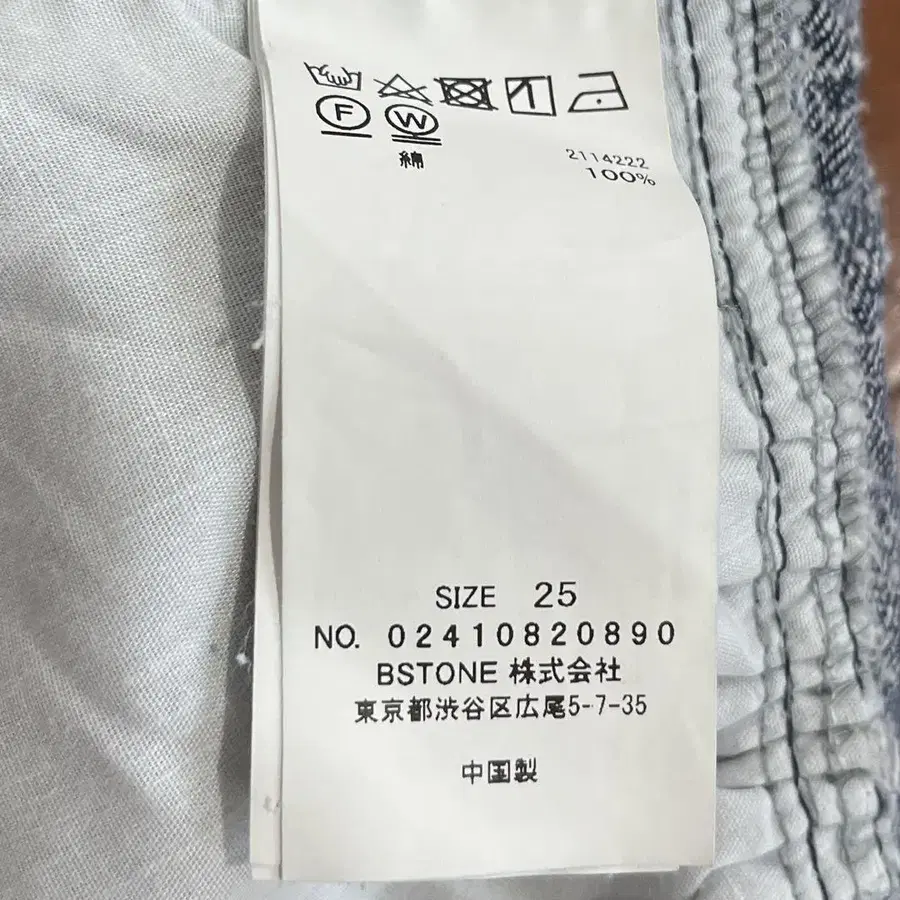 F W
綿
2114222
100%
SIZE 25
NO. 02410820890
BSTONE 株式会社
東京都渋谷区広尾5-7-35
中国製